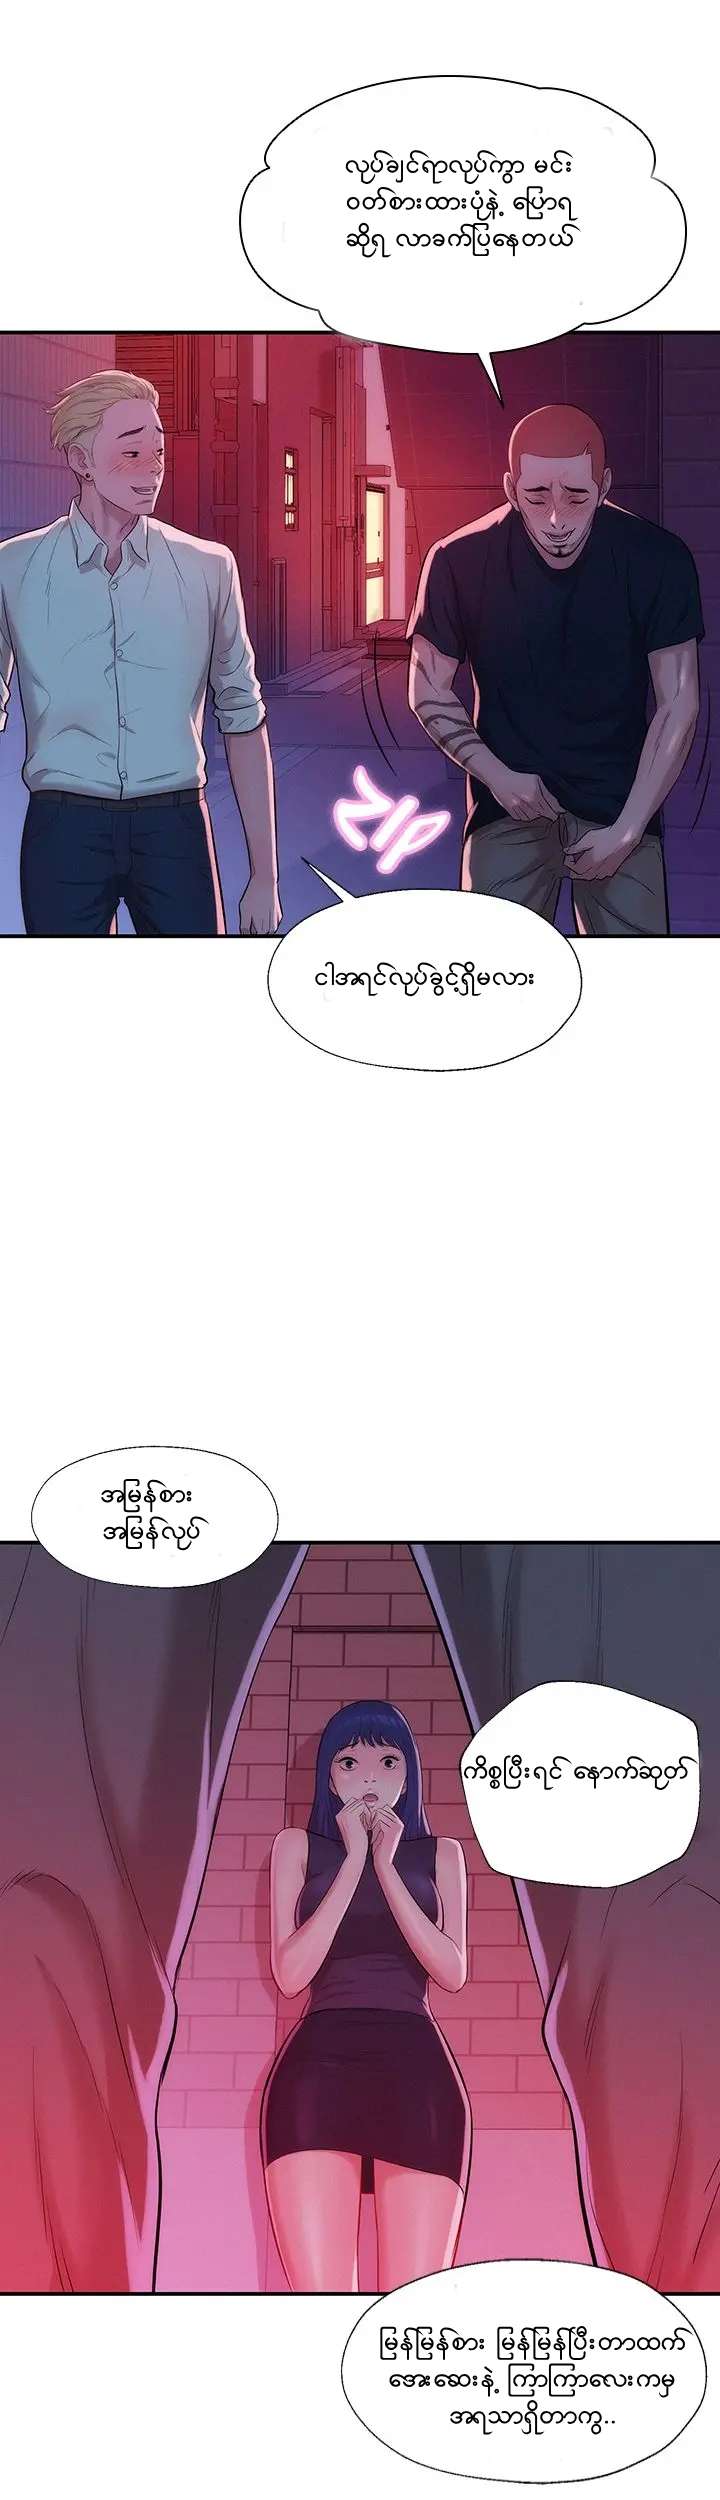 လုပ်ချင်ရာလုပ်ကွာ မင်း
ဝတ်စားထားပုံနဲ့ ပြောရ
ဆိုရ လာခက်ပြနေတယ်
ZIP
ငါအရင်လုပ်ခွင့်ရှိမလား
အမြန်စား
အမြန်လုပ်
ကိစ္စပြီးရင် နောက်ဆုတ်
မြန်မြန်စား မြန်မြန်ပြီးတာထက်
အေးဆေးနဲ့ ကြာကြာလေးကမှ
အရသာရှိတာကွ..